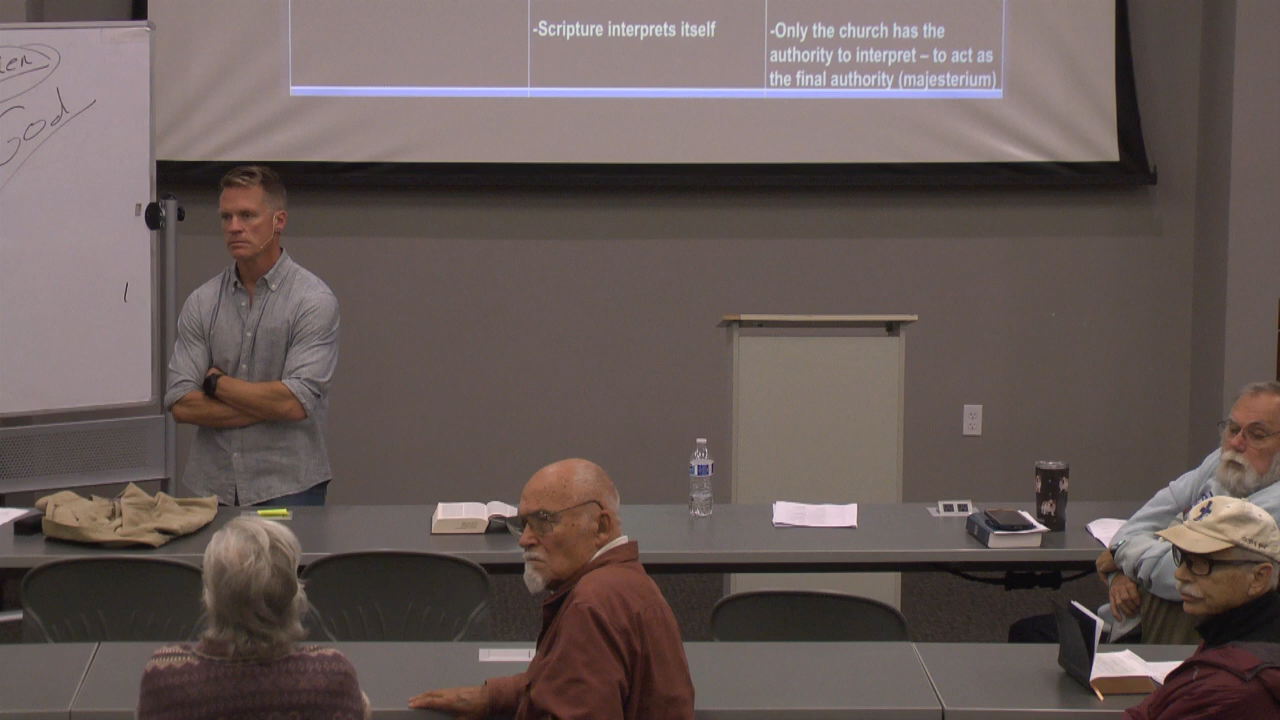 God
-Scripture interprets itself
-Only the church has the
authority to interpret – to act as
the final authority (majesterium)